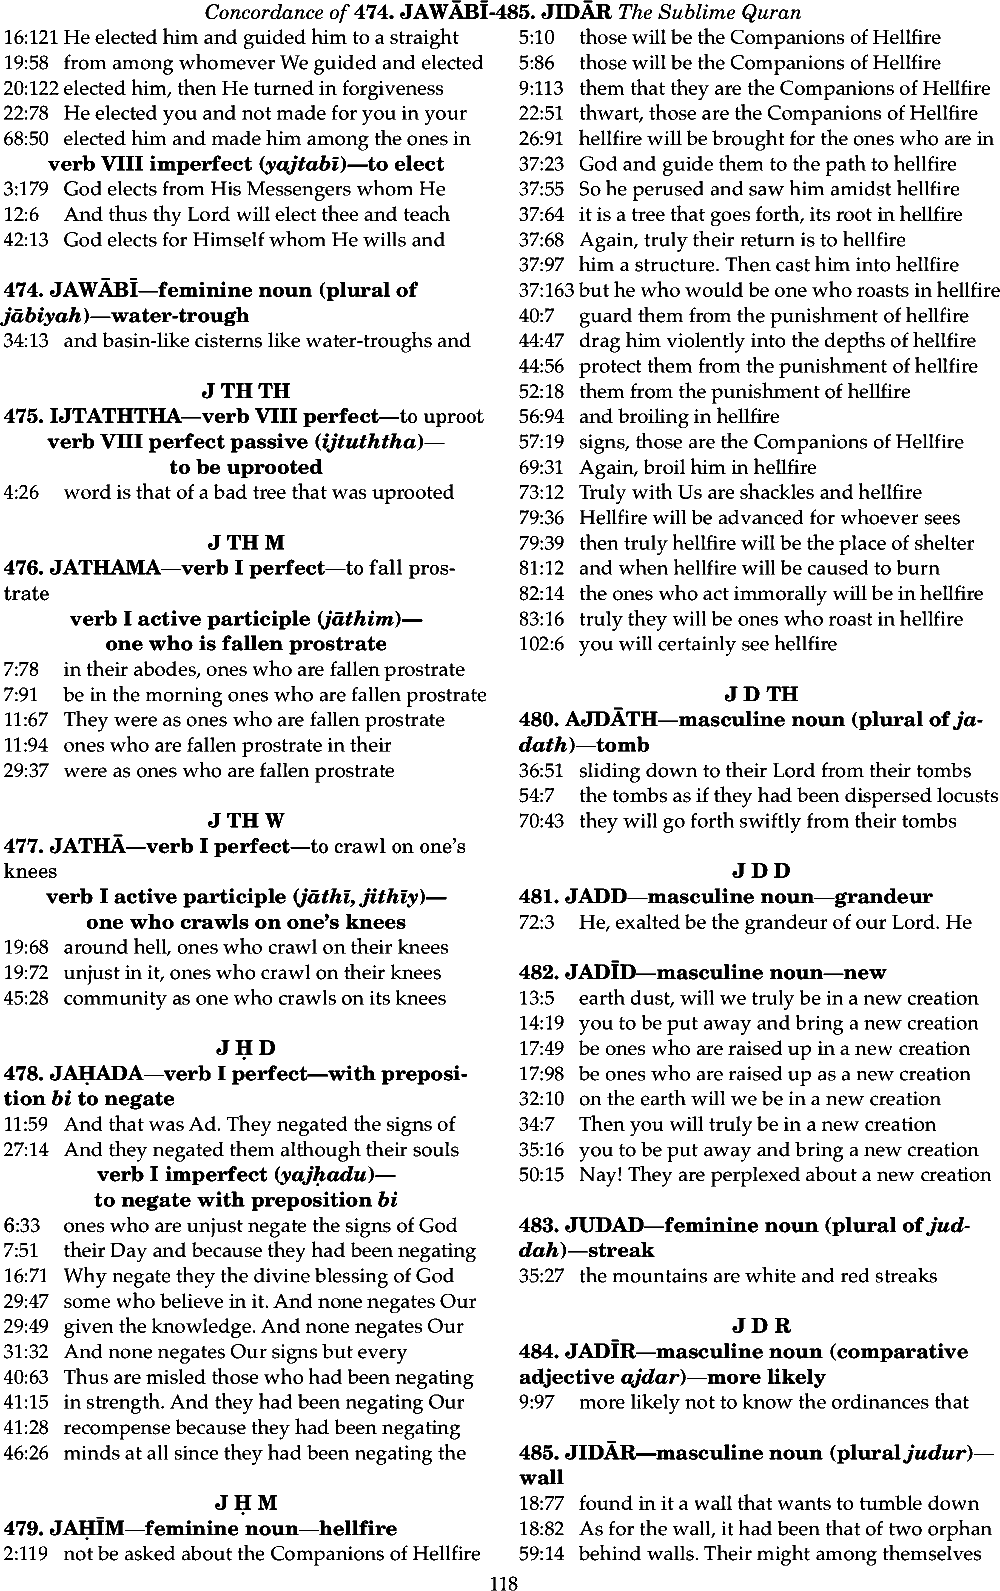 Concordance of 474. JAWĀBĪ-485. JIDĀR The Sublime Quran
16:121 He elected him and guided him to a straight
19:58 from among whomever We guided and elected
20:122 elected him, then He turned in forgiveness
22:78 He elected you and not made for you in your
68:50 elected him and made him among the ones in
verb VIII imperfect (yajtabī)—to elect
3:179 God elects from His Messengers whom He
12:6 And thus thy Lord will elect thee and teach
42:13 God elects for Himself whom He wills and
474. JAWĀBĪ—feminine noun (plural of
jābiyah)—water-trough
34:13 and basin-like cisterns like water-troughs and
J TH TH
475. IJTATHTHA—verb VIII perfect—to uproot
verb VIII perfect passive (ijtuththa)—
to be uprooted
4:26 word is that of a bad tree that was uprooted
J TH M
476. JATHAMA—verb I perfect—to fall pros-
trate
verb I active participle (jāthim)—
one who is fallen prostrate
7:78 in their abodes, ones who are fallen prostrate
7:91 be in the morning ones who are fallen prostrate
11:67 They were as ones who are fallen prostrate
11:94 ones who are fallen prostrate in their
29:37 were as ones who are fallen prostrate
J TH W
477. JATHĀ—verb I perfect—to crawl on one's
knees
verb I active participle (jāthī, jithīy)—
one who crawls on one's knees
19:68 around hell, ones who crawl on their knees
19:72 unjust in it, ones who crawl on their knees
45:28 community as one who crawls on its knees
J Ḥ D
478. JAḤADA—verb I perfect—with preposi-
tion bi to negate
11:59 And that was Ad. They negated the signs of
27:14 And they negated them although their souls
verb I imperfect (yajḥadu)—
to negate with preposition bi
6:33 ones who are unjust negate the signs of God
7:51 their Day and because they had been negating
16:71 Why negate they the divine blessing of God
29:47 some who believe in it. And none negates Our
29:49 given the knowledge. And none negates Our
31:32 And none negates Our signs but every
40:63 Thus are misled those who had been negating
41:15 in strength. And they had been negating Our
41:28 recompense because they had been negating
46:26 minds at all since they had been negating the
J Ḥ M
479. JAḤĪM—feminine noun—hellfire
2:119 not be asked about the Companions of Hellfire
5:10 those will be the Companions of Hellfire
5:86 those will be the Companions of Hellfire
9:113 them that they are the Companions of Hellfire
22:51 thwart, those are the Companions of Hellfire
26:91 hellfire will be brought for the ones who are in
37:23 God and guide them to the path to hellfire
37:55 So he perused and saw him amidst hellfire
37:64 it is a tree that goes forth, its root in hellfire
37:68 Again, truly their return is to hellfire
37:97 him a structure. Then cast him into hellfire
37:163 but he who would be one who roasts in hellfire
40:7 guard them from the punishment of hellfire
44:47 drag him violently into the depths of hellfire
44:56 protect them from the punishment of hellfire
52:18 them from the punishment of hellfire
56:94 and broiling in hellfire
57:19 signs, those are the Companions of Hellfire
69:31 Again, broil him in hellfire
73:12 Truly with Us are shackles and hellfire
79:36 Hellfire will be advanced for whoever sees
79:39 then truly hellfire will be the place of shelter
81:12 and when hellfire will be caused to burn
82:14 the ones who act immorally will be in hellfire
83:16 truly they will be ones who roast in hellfire
102:6 you will certainly see hellfire
J D TH
480. AJDĀTH—masculine noun (plural of ja-
dath)—tomb
36:51 sliding down to their Lord from their tombs
54:7 the tombs as if they had been dispersed locusts
70:43 they will go forth swiftly from their tombs
J D D
481. JADD—masculine noun—grandeur
72:3 He, exalted be the grandeur of our Lord. He
482. JADĪD—masculine noun—new
13:5 earth dust, will we truly be in a new creation
14:19 you to be put away and bring a new creation
17:49 be ones who are raised up in a new creation
17:98 be ones who are raised up as a new creation
32:10 on the earth will we be in a new creation
34:7 Then you will truly be in a new creation
35:16 you to be put away and bring a new creation
50:15 Nay! They are perplexed about a new creation
483. JUDAD—feminine noun (plural of jud-
dah)—streak
35:27 the mountains are white and red streaks
J D R
484. JADĪR—masculine noun (comparative
adjective ajdar)—more likely
9:97 more likely not to know the ordinances that
485. JIDĀR—masculine noun (plural judur)—
wall
18:77 found in it a wall that wants to tumble down
18:82 As for the wall, it had been that of two orphan
59:14 behind walls. Their might among themselves
118